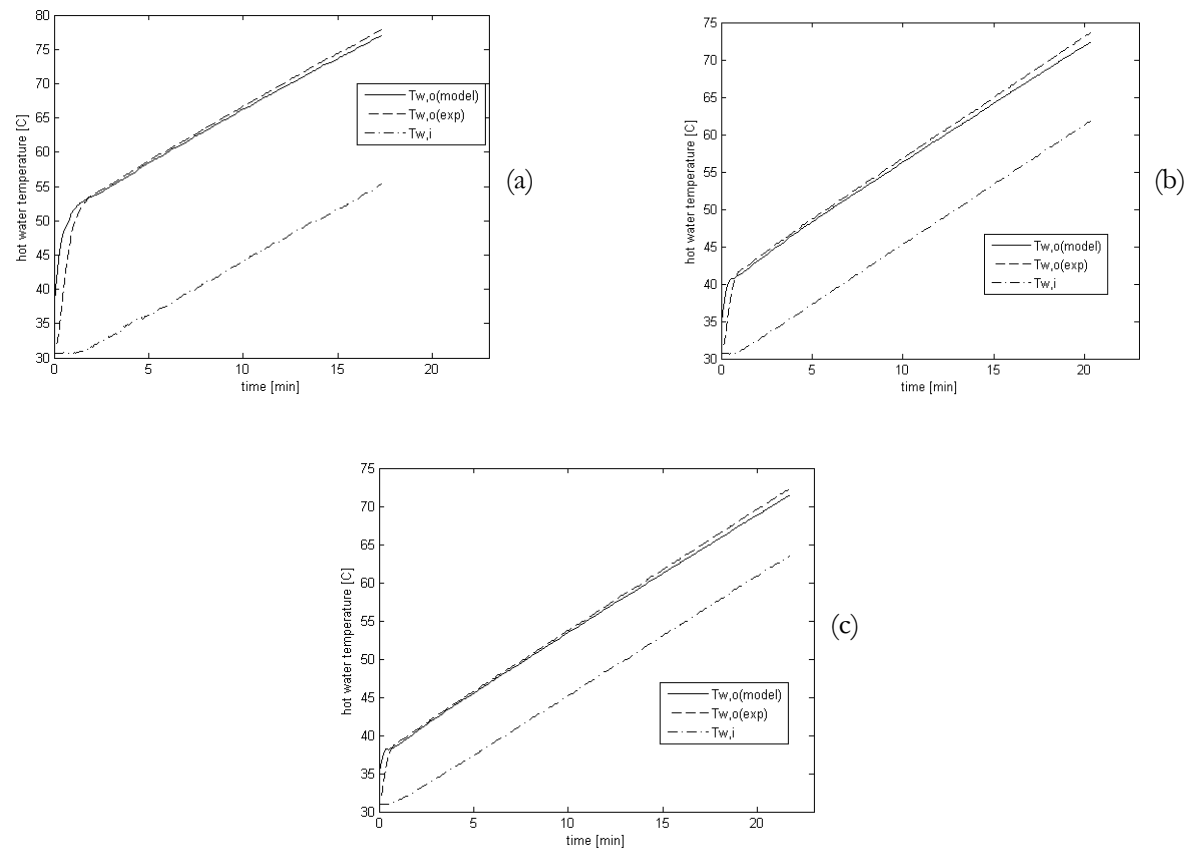 80
75
70
65
60
55
50
45
40
35
30
hot water temperature [C]
0 5 10 15 20
time [min]
Tw,o(model)
Tw,o(exp)
Tw,i
(a)
75
70
65
60
55
50
45
40
35
30
hot water temperature [C]
0 5 10 15 20
time [min]
Tw,o(model)
Tw,o(exp)
Tw,i
(b)
75
70
65
60
55
50
45
40
35
30
hot water temperature [C]
0 5 10 15 20
time [min]
Tw,o(model)
Tw,o(exp)
Tw,i
(c)